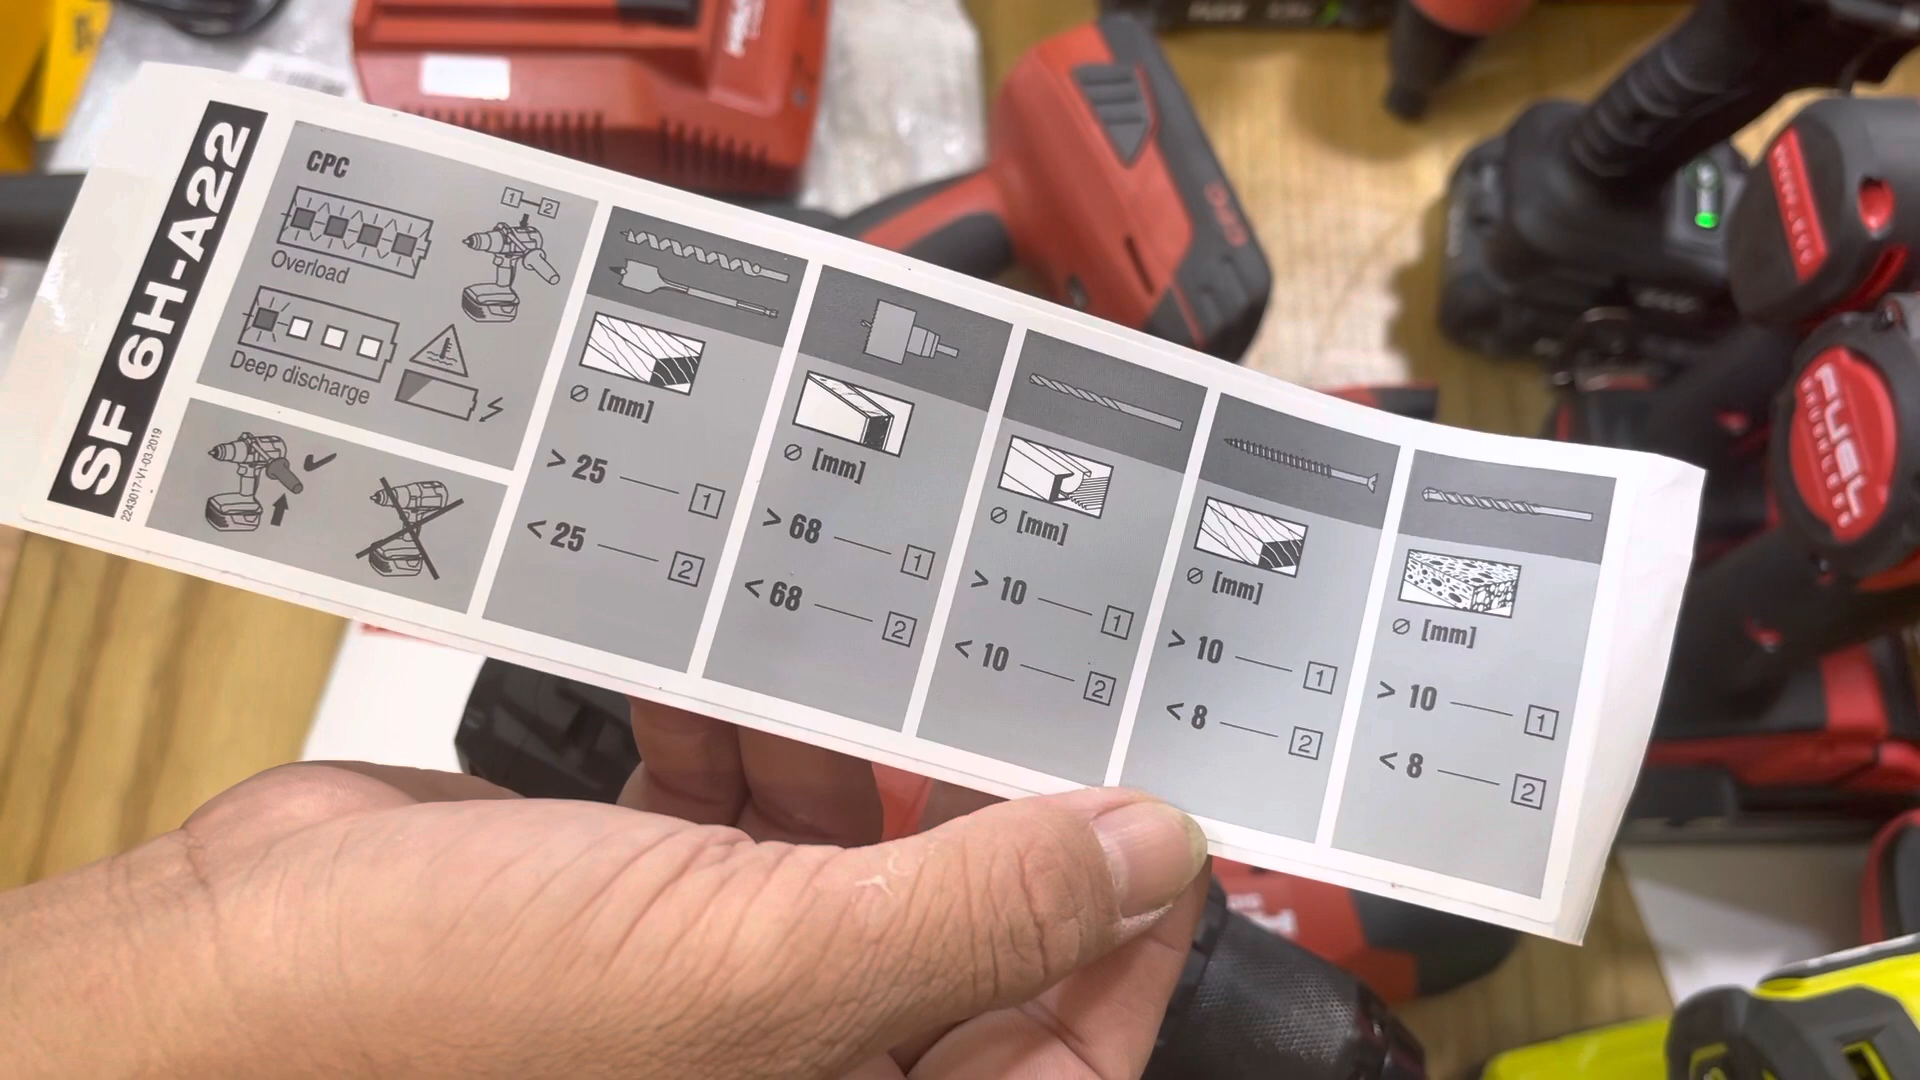 SF 6H-A22
2243017-V1-03.2019
CPC
1 2
Overload
Deep discharge
Ø [mm]
> 25 1
< 25 2
Ø [mm]
> 68 1
< 68 2
Ø [mm]
> 10 1
< 10 2
Ø [mm]
> 10 1
< 8 2
Ø [mm]
> 10 1
< 8 2
CPC
FUEL